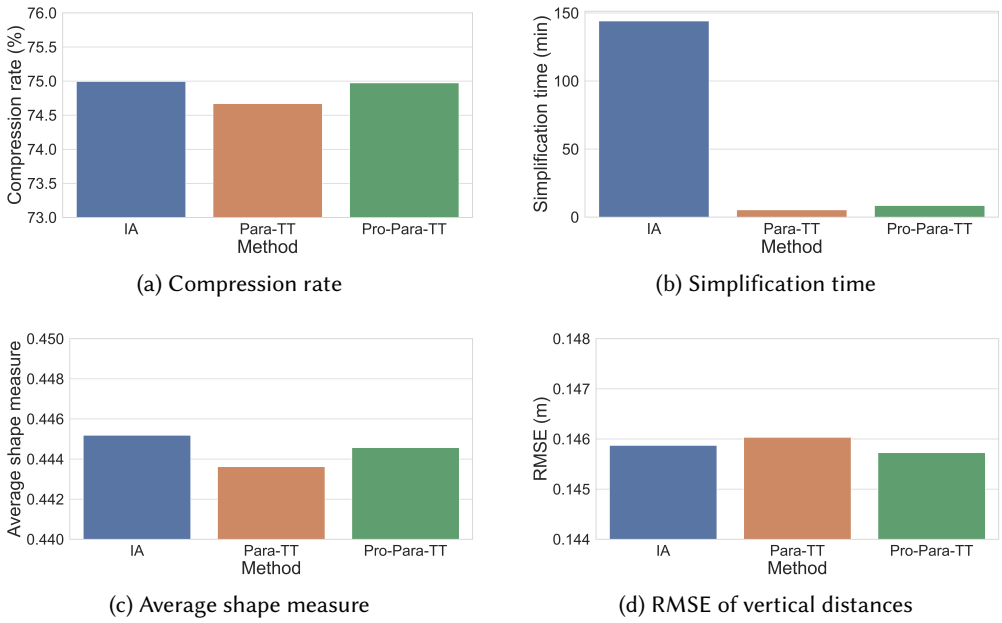 Compression rate (%)
76.0
75.5
75.0
74.5
74.0
73.5
73.0
IA Para-TT Pro-Para-TT
Method
(a) Compression rate
Simplification time (min)
150
100
50
0
IA Para-TT Pro-Para-TT
Method
(b) Simplification time
Average shape measure
0.450
0.448
0.446
0.444
0.442
0.440
IA Para-TT Pro-Para-TT
Method
(c) Average shape measure
RMSE (m)
0.148
0.147
0.146
0.145
0.144
IA Para-TT Pro-Para-TT
Method
(d) RMSE of vertical distances